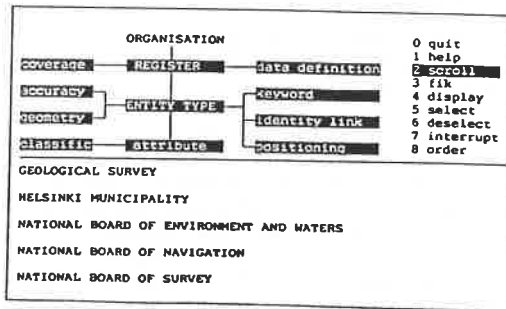 ORGANISATION
coverage REGISTER data definition
accuracy keyword
ENTITY TYPE
geometry identity link
classific attribute positioning
0 quit
1 help
2 scroll
3 fik
4 display
5 select
6 deselect
7 interrupt
8 order
GEOLOGICAL SURVEY
HELSINKI MUNICIPALITY
NATIONAL BOARD OF ENVIRONMENT AND WATERS
NATIONAL BOARD OF NAVIGATION
NATIONAL BOARD OF SURVEY